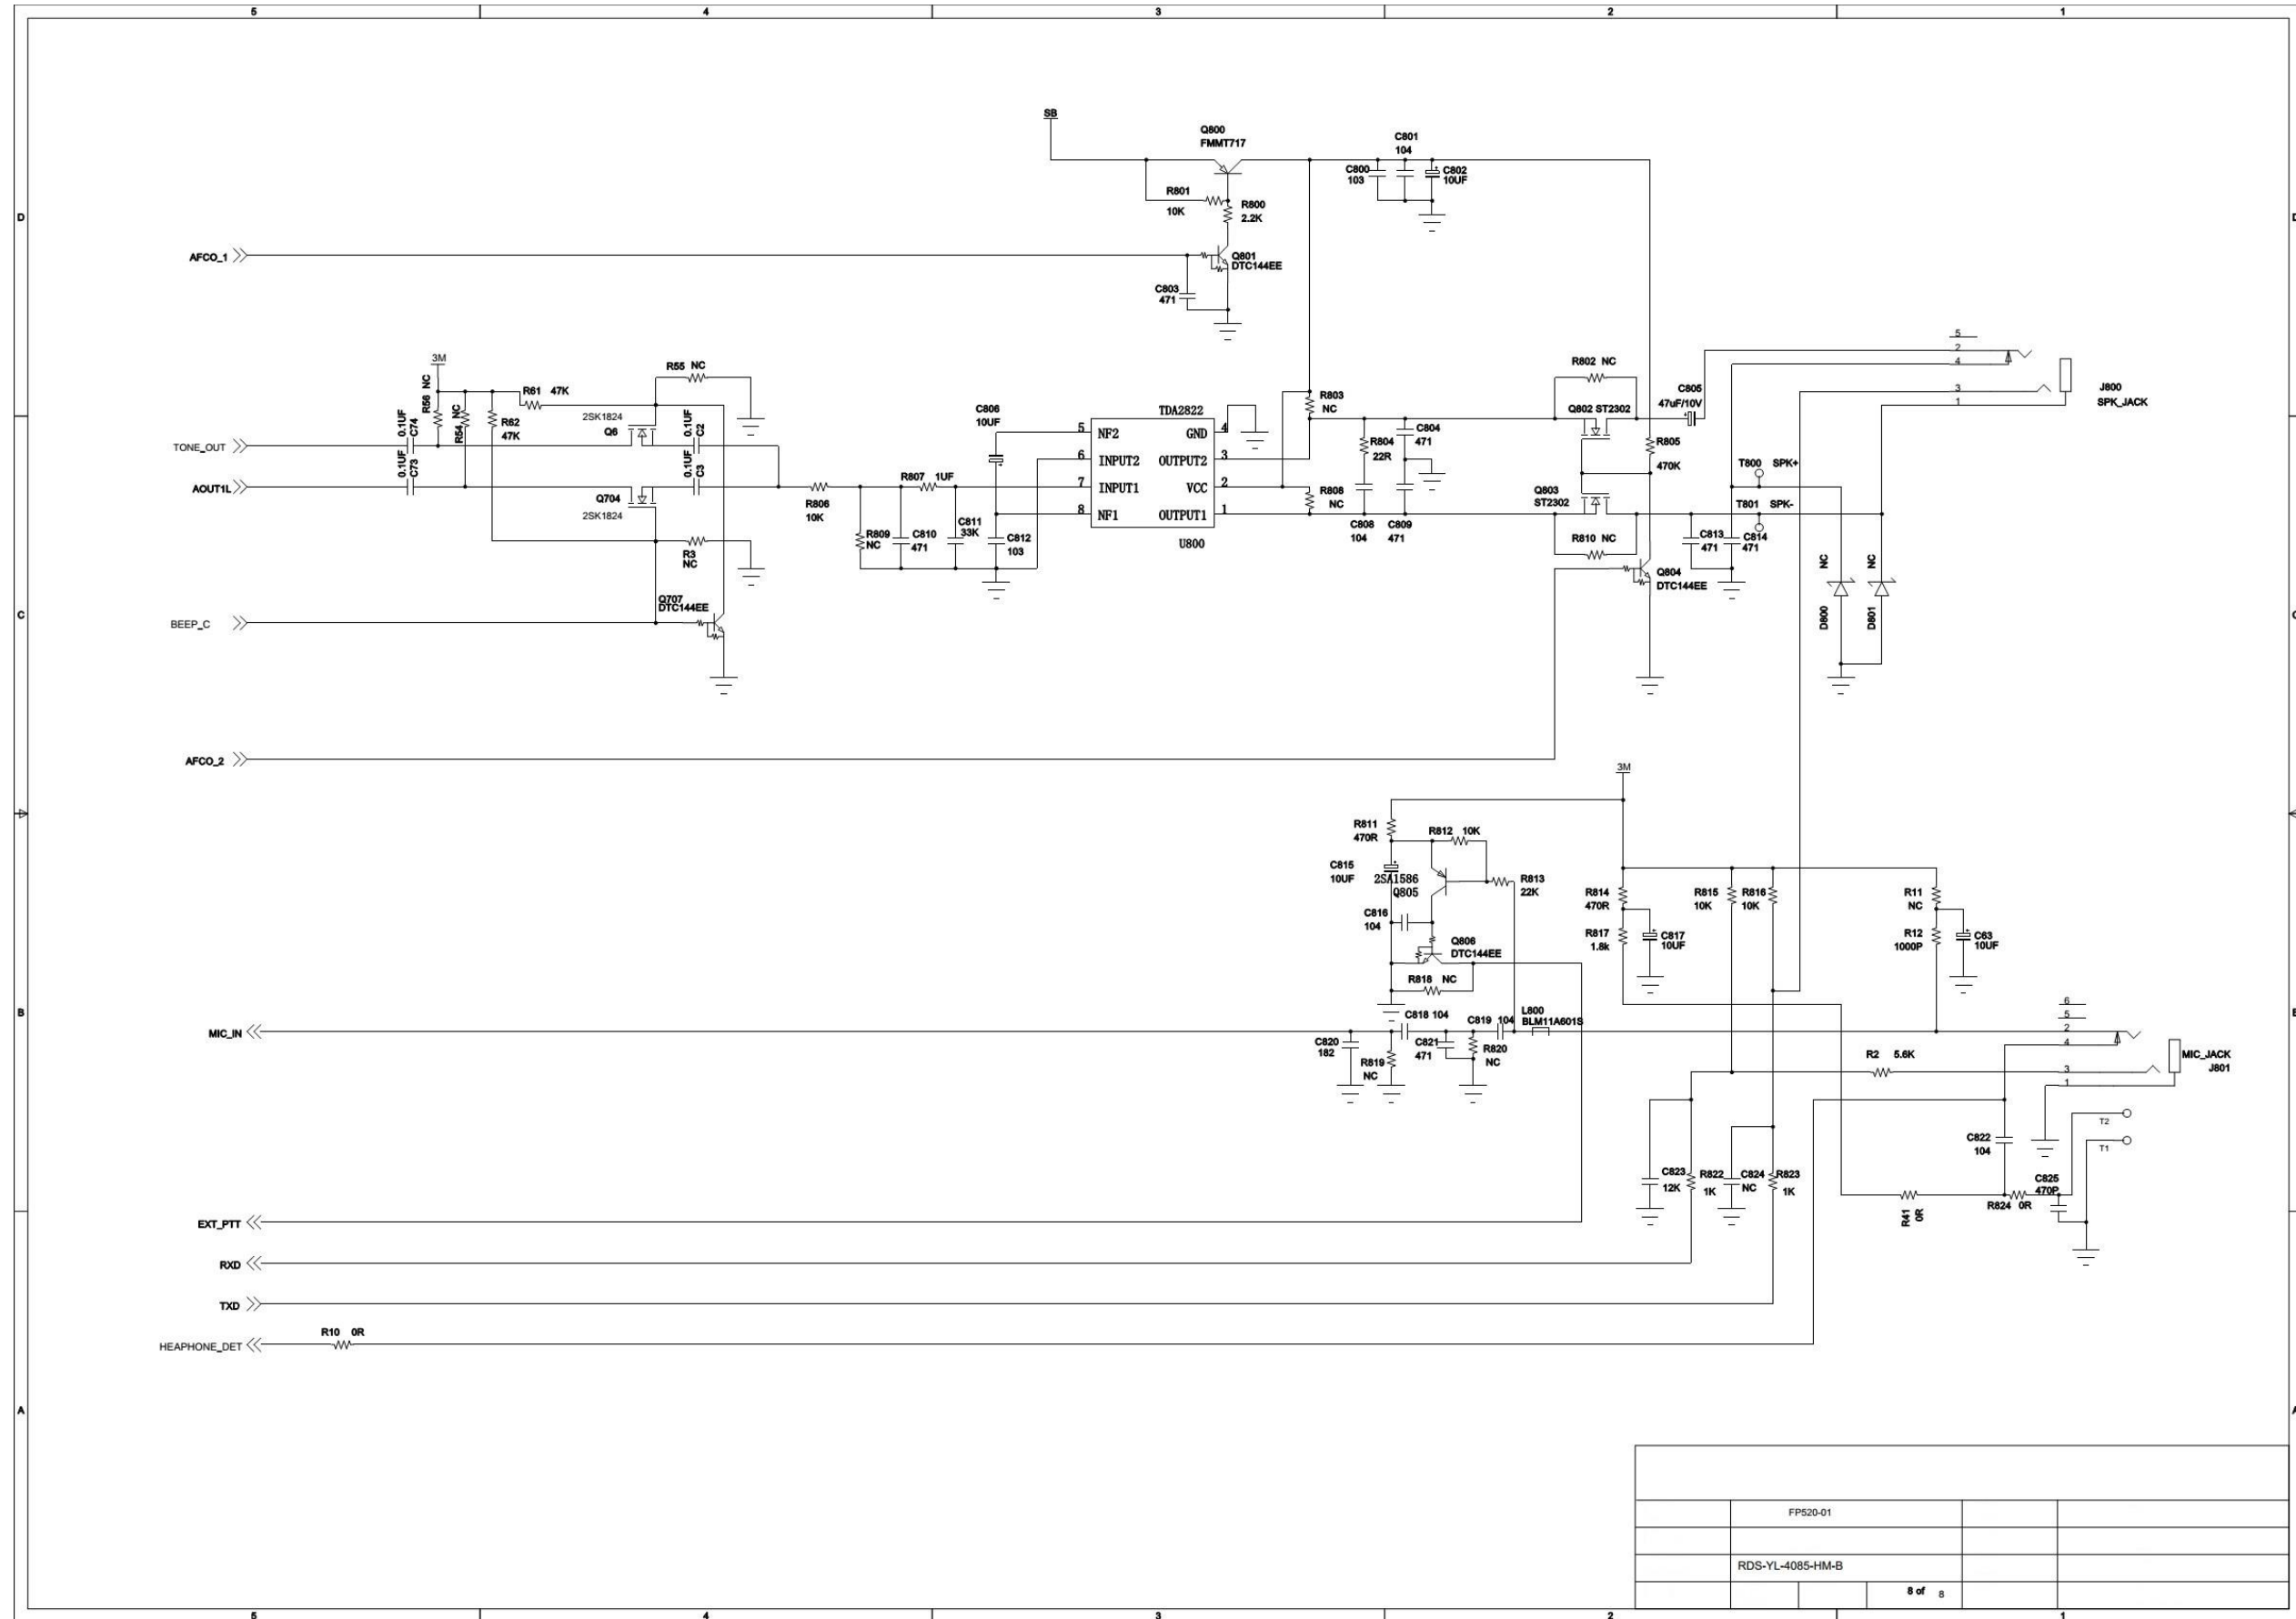 5 4 3 2 1
D D
C C
B B
A A
SB
Q800
FMMT717
C801
104
C800
103
C802
10UF
R801
10K
R800
2.2K
AFCO_1
Q801
DTC144EE
C803
471
3M
R56 NC
R54 NC
R55 NC
R61 47K
R62
47K
2SK1824
Q6
0.1UF
C74
0.1UF
C73
0.1UF
C2
0.1UF
C3
TONE_OUT
AOUT1L
Q704
2SK1824
R3
NC
Q707
DTC144EE
BEEP_C
R806
10K
R807 1UF
R809
NC
C810
471
C811
33K
C812
103
C806
10UF
TDA2822
5 NF2 GND 4
6 INPUT2 OUTPUT2 3
7 INPUT1 VCC 2
8 NF1 OUTPUT1 1
U800
R803
NC
R808
NC
R804
22R
C804
471
C808
104
C809
471
R802 NC
Q802 ST2302
Q803
ST2302
R810 NC
C805
47uF/10V
R805
470K
Q804
DTC144EE
T800 SPK+
T801 SPK-
C813
471
C814
471
D800 NC
D801 NC
5
2
4
3
1
J800
SPK_JACK
AFCO_2
3M
R811
470R
R812 10K
C815
10UF
2SA1586
Q805
R813
22K
C816
104
Q806
DTC144EE
R818 NC
R814
470R
R817
1.8k
C817
10UF
R815
10K
R816
10K
R11
NC
R12
1000P
C63
10UF
MIC_IN
C820
182
R819
NC
C818 104
C821
471
R820
NC
C819 104
L800
BLM11A601S
6
5
2
4
3
1
MIC_JACK
J801
R2 5.6K
T2
T1
C822
104
C825
470P
C823
12K
R822
1K
C824
NC
R823
1K
R41
0R
R824 0R
EXT_PTT
RXD
TXD
R10 0R
HEAPHONE_DET
FP520-01
RDS-YL-4085-HM-B
8 of 8
5 4 3 2 1